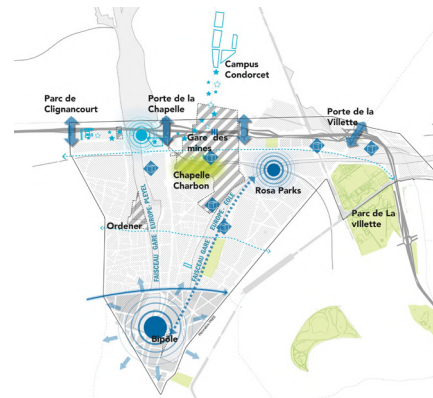 Campus
Condorcet
Parc de
Clignancourt
Porte de la
Chapelle
Porte de la
Villette
Gare des
mines
Chapelle
Charbon
Rosa Parks
Parc de La
villette
Ordener
FAISCEAU GARE EUROPE PLEYEL
FAISCEAU GARE EUROPE EOLE
Bipôle